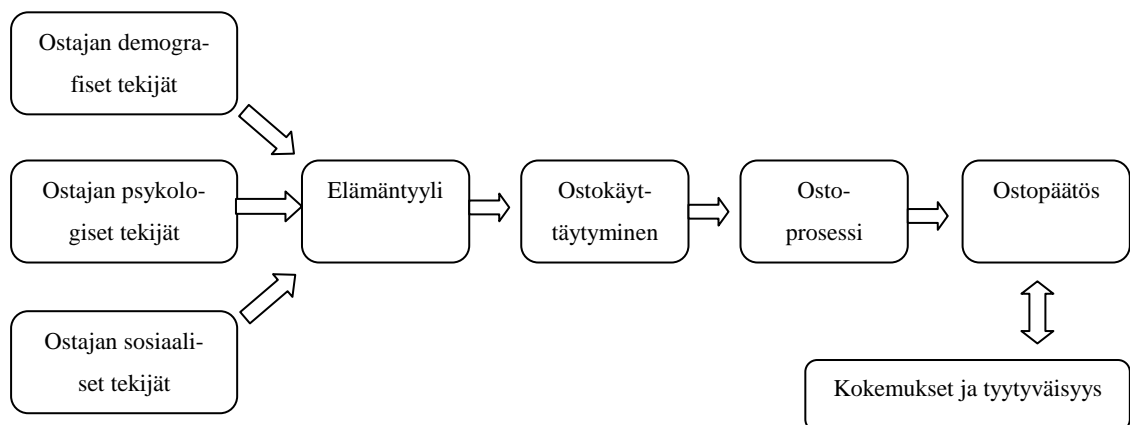 Ostajan demogra-
fiset tekijät
Ostajan psykolo-
giset tekijät
Elämäntyyli
Ostokäyt-
täytyminen
Osto-
prosessi
Ostopäätös
Ostajan sosiaali-
set tekijät
Kokemukset ja tyytyväisyys